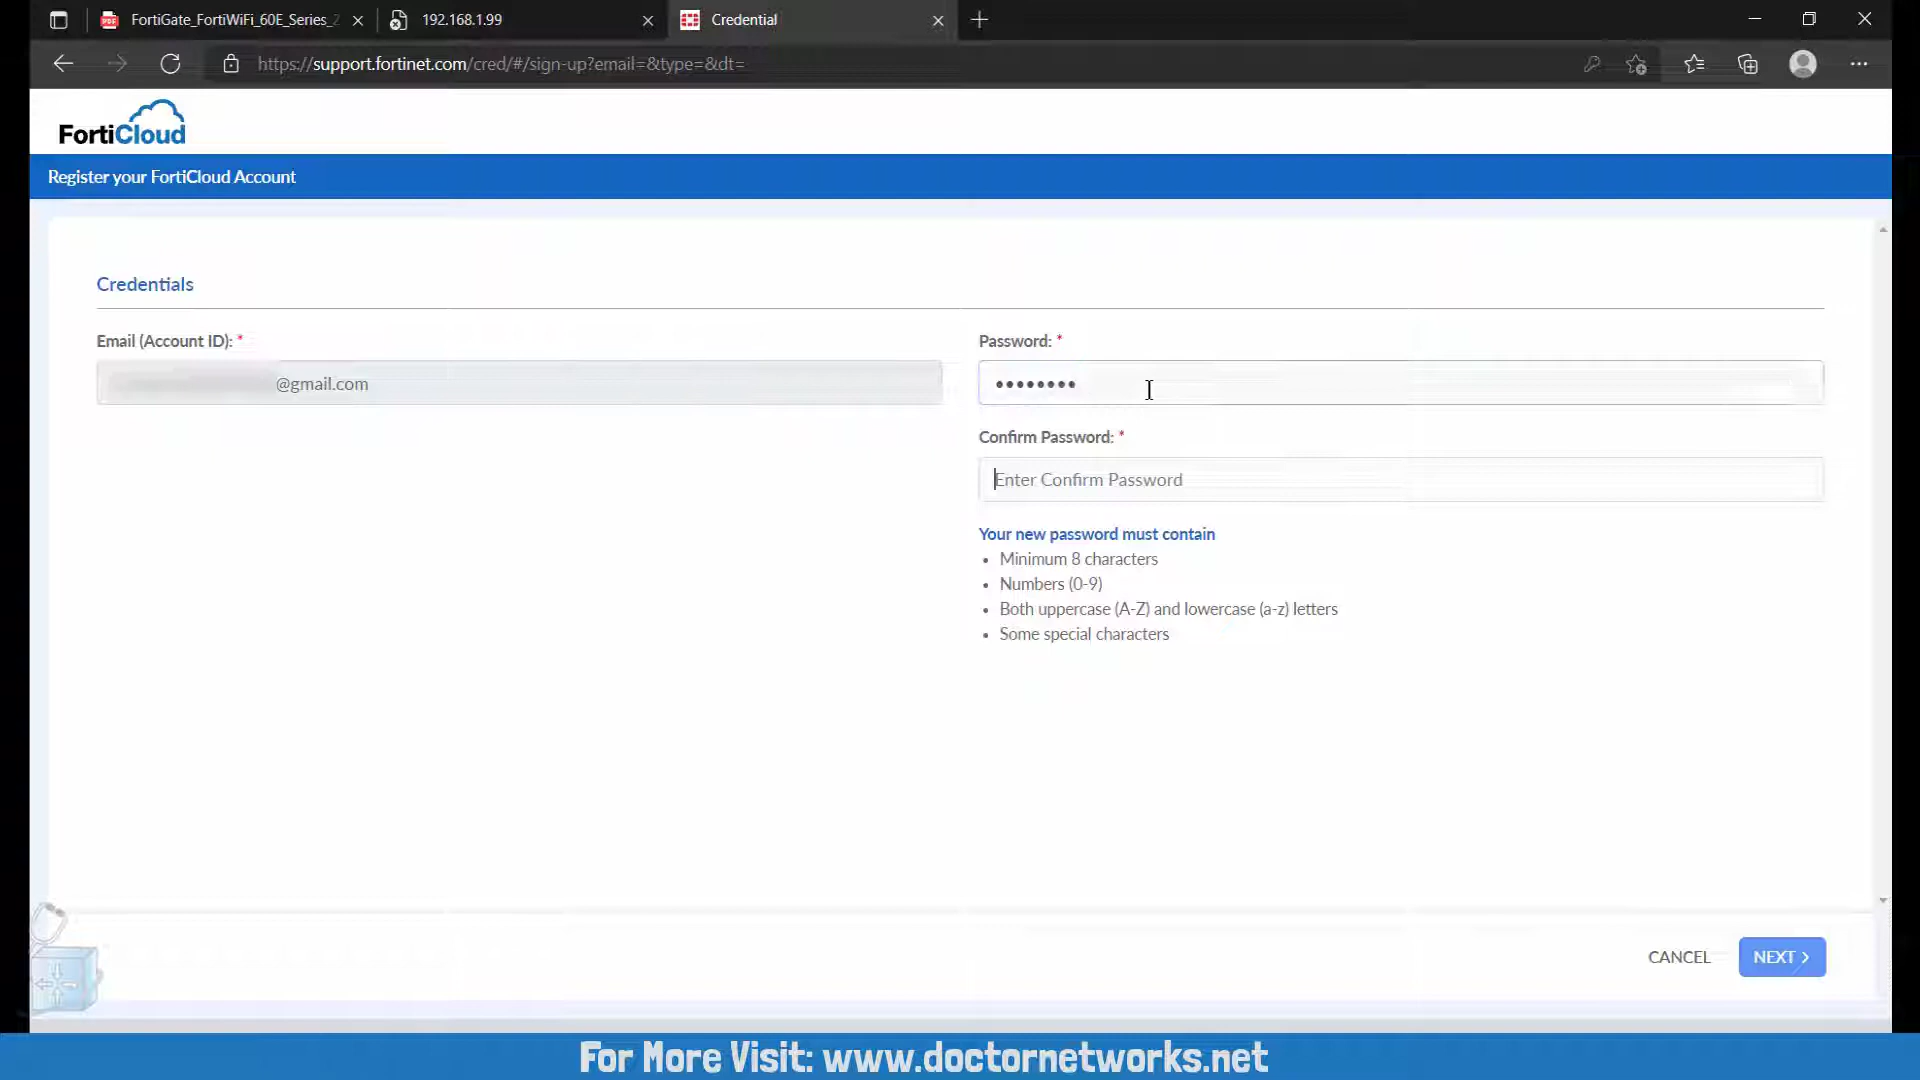 FortiGate_FortiWiFi_60E_Series_2
192.168.1.99
Credential
https://support.fortinet.com/cred/#/sign-up?email=&type=&dt=
FortiCloud
Register your FortiCloud Account
Credentials
Email (Account ID): *
Password: *
@gmail.com
••••••••
Confirm Password: *
Enter Confirm Password
Your new password must contain
• Minimum 8 characters
• Numbers (0-9)
• Both uppercase (A-Z) and lowercase (a-z) letters
• Some special characters
CANCEL
NEXT >
For More Visit: www.doctornetworks.net